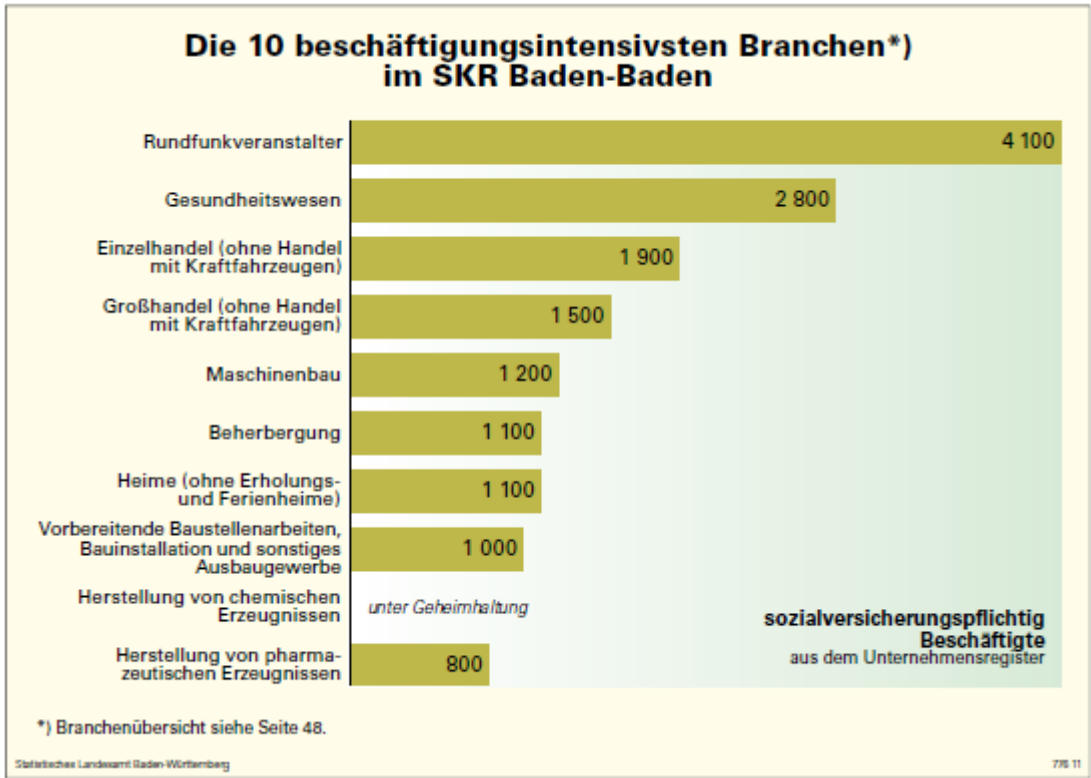 Die 10 beschäftigungsintensivsten Branchen*)
im SKR Baden-Baden
Rundfunkveranstalter
4 100
Gesundheitswesen
2 800
Einzelhandel (ohne Handel
mit Kraftfahrzeugen)
1 900
Großhandel (ohne Handel
mit Kraftfahrzeugen)
1 500
Maschinenbau
1 200
Beherbergung
1 100
Heime (ohne Erholungs-
und Ferienheime)
1 100
Vorbereitende Baustellenarbeiten,
Bauinstallation und sonstiges
Ausbaugewerbe
1 000
Herstellung von chemischen
Erzeugnissen
unter Geheimhaltung
Herstellung von pharma-
zeutischen Erzeugnissen
800
sozialversicherungspflichtig
Beschäftigte
aus dem Unternehmensregister
*) Branchenübersicht siehe Seite 48.
Statistisches Landesamt Baden-Württemberg